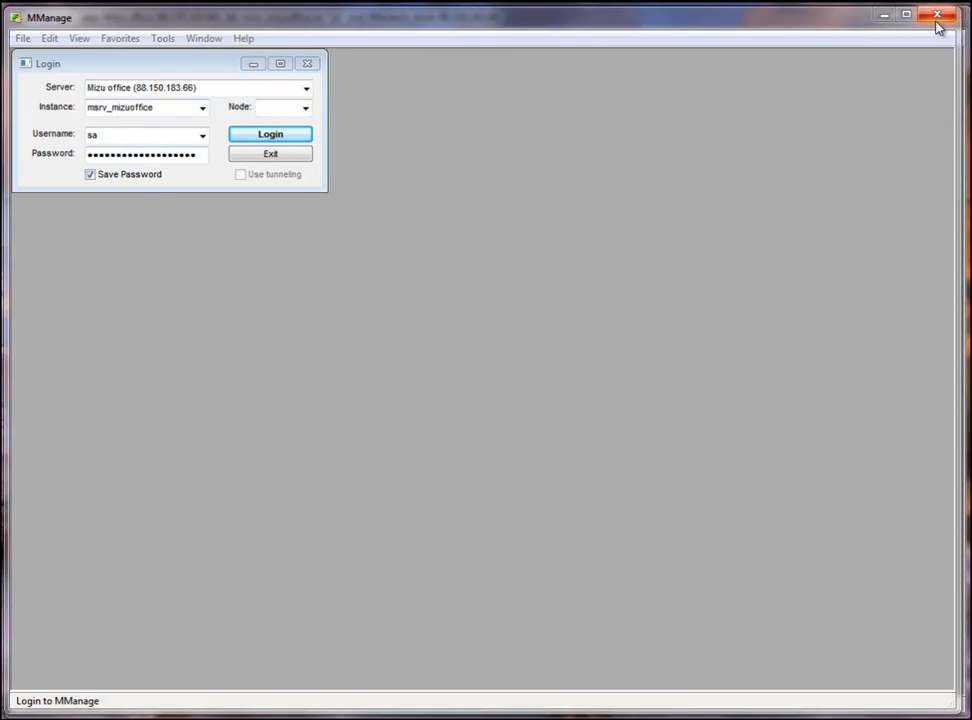 MManage
File Edit View Favorites Tools Window Help
Login
Server: Mizu office (88.150.183.66)
Instance: msrv_mizuoffice Node:
Username: sa Login
Password: ●●●●●●●●●●●●●●●●●●● Exit
Save Password Use tunneling
Login to MManage